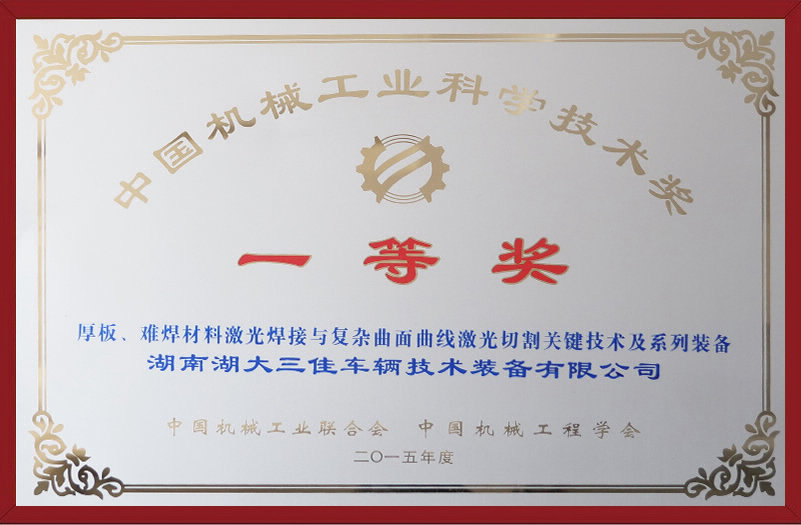 中国机械工业科学技术奖
一等奖
厚板、难焊材料激光焊接与复杂曲面曲线激光切割关键技术及系列装备
湖南湖大三佳车辆技术装备有限公司
中国机械工业联合会 中国机械工程学会
二〇一五年度